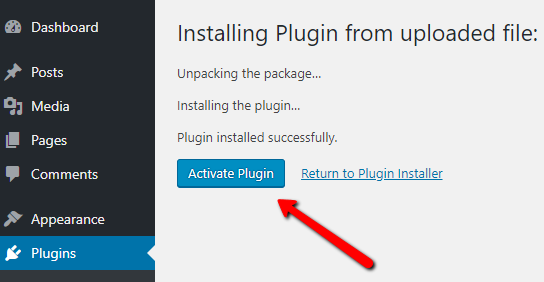 Dashboard
Posts
Media
Pages
Comments
Appearance
Plugins
Installing Plugin from uploaded file:
Unpacking the package…
Installing the plugin…
Plugin installed successfully.
Activate Plugin Return to Plugin Installer